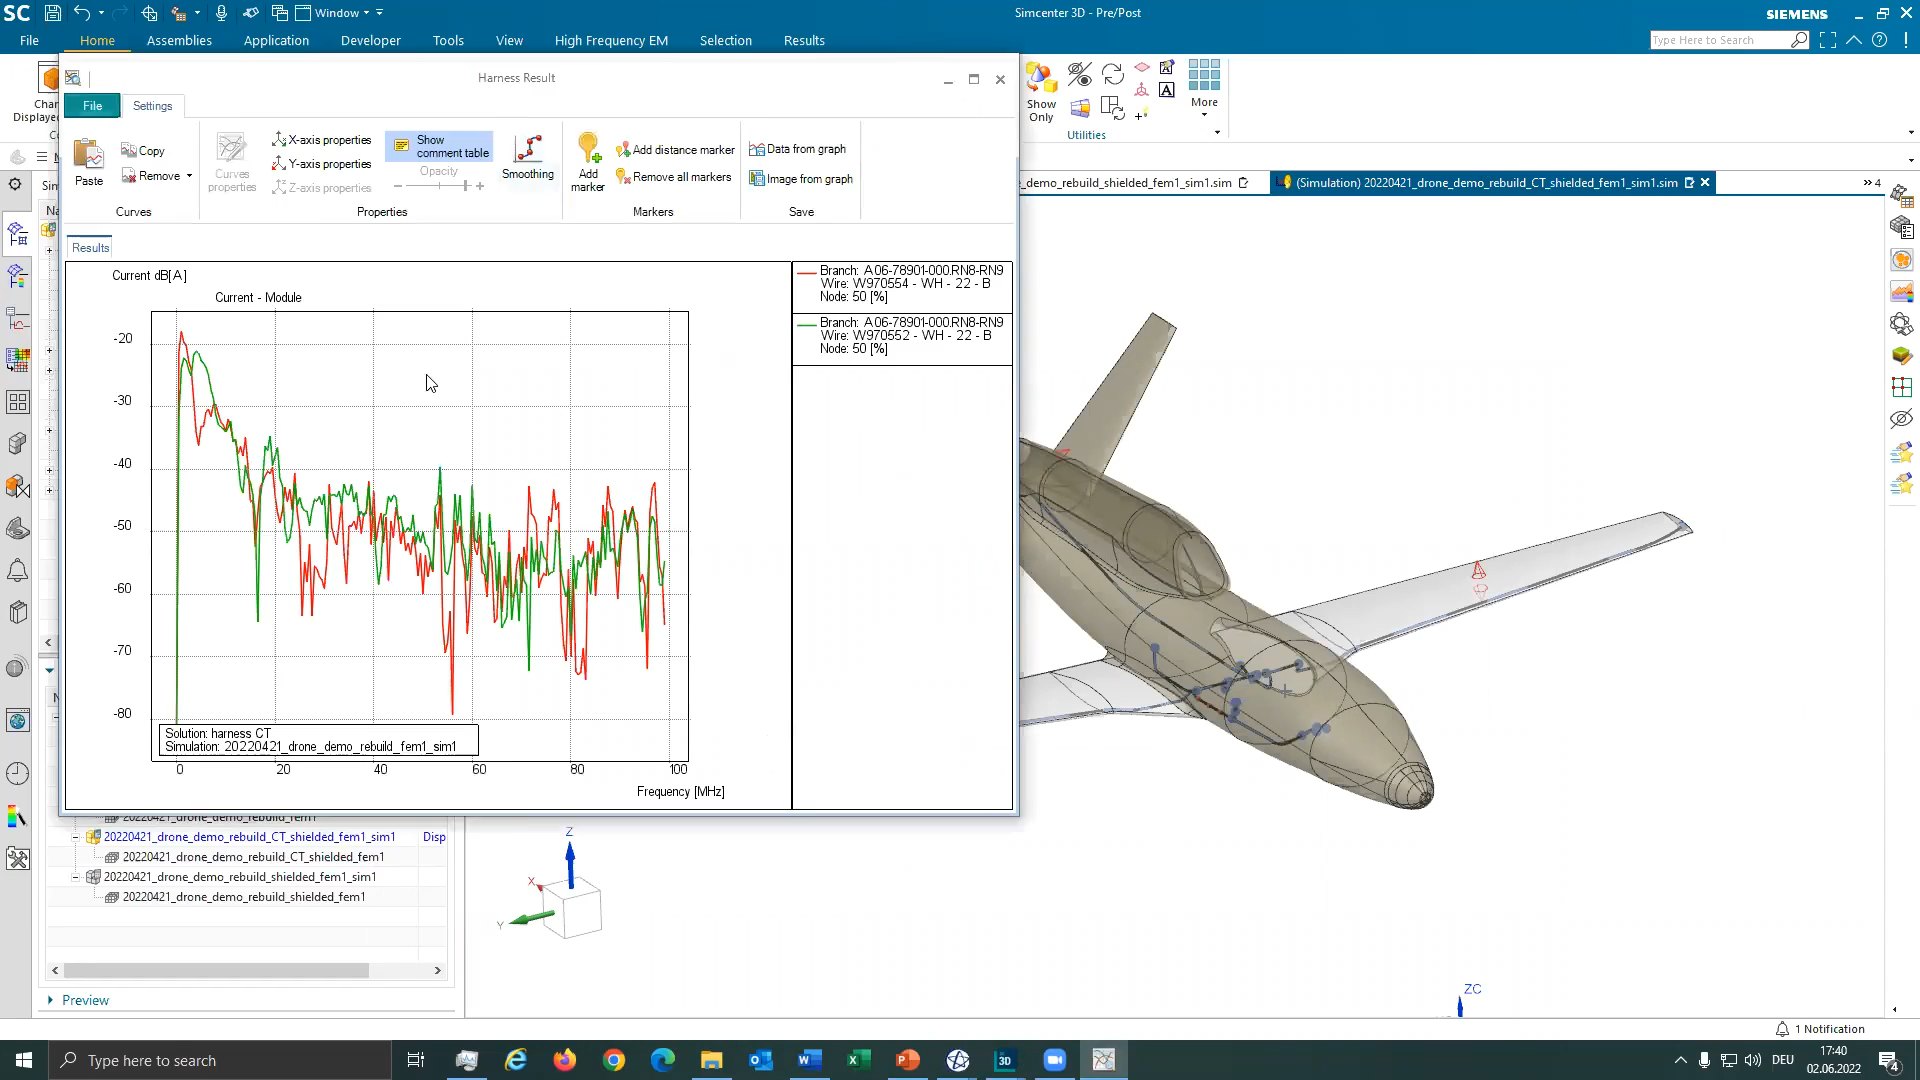 SC
Window
Simcenter 3D - Pre/Post
SIEMENS
File
Home
Assemblies
Application
Developer
Tools
View
High Frequency EM
Selection
Results
Type Here to Search
Harness Result
File
Settings
Paste
Copy
Remove
Curves
Curves
properties
X-axis properties
Y-axis properties
Z-axis properties
Show
comment table
Opacity
Properties
Smoothing
Add
marker
Add distance marker
Remove all markers
Markers
Data from graph
Image from graph
Save
Show
Only
More
Utilities
e_demo_rebuild_shielded_fem1_sim1.sim
(Simulation) 20220421_drone_demo_rebuild_CT_shielded_fem1_sim1.sim
4
Results
Current dB[A]
Current - Module
-20
-30
-40
-50
-60
-70
-80
0
20
40
60
80
100
Frequency [MHz]
Solution: harness CT
Simulation: 20220421_drone_demo_rebuild_fem1_sim1
Branch: A06-78901-000.RN8-RN9
Wire: W970554 - WH - 22 - B
Node: 50 [%]
Branch: A06-78901-000.RN8-RN9
Wire: W970552 - WH - 22 - B
Node: 50 [%]
20220421_drone_demo_rebuild_fem1
20220421_drone_demo_rebuild_CT_shielded_fem1_sim1
Disp
20220421_drone_demo_rebuild_CT_shielded_fem1
20220421_drone_demo_rebuild_shielded_fem1_sim1
20220421_drone_demo_rebuild_shielded_fem1
Preview
Z
X
Y
ZC
1 Notification
Type here to search
3D
DEU
17:40
02.06.2022
4